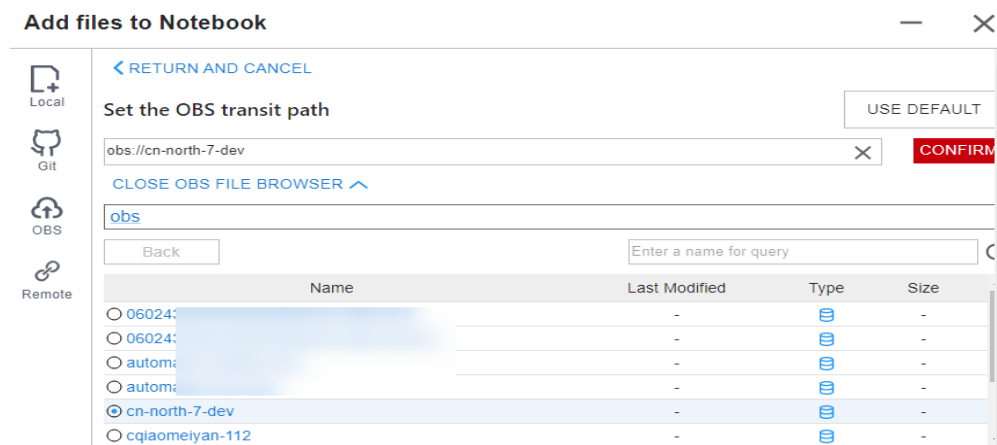 Add files to Notebook
Local
Git
OBS
Remote
RETURN AND CANCEL
Set the OBS transit path
USE DEFAULT
obs://cn-north-7-dev
CONFIRM
CLOSE OBS FILE BROWSER
obs
Back
Enter a name for query
Name Last Modified Type Size
060243 - -
060243 - -
automa - -
automa - -
cn-north-7-dev - -
cqiaomeiyan-112 - -